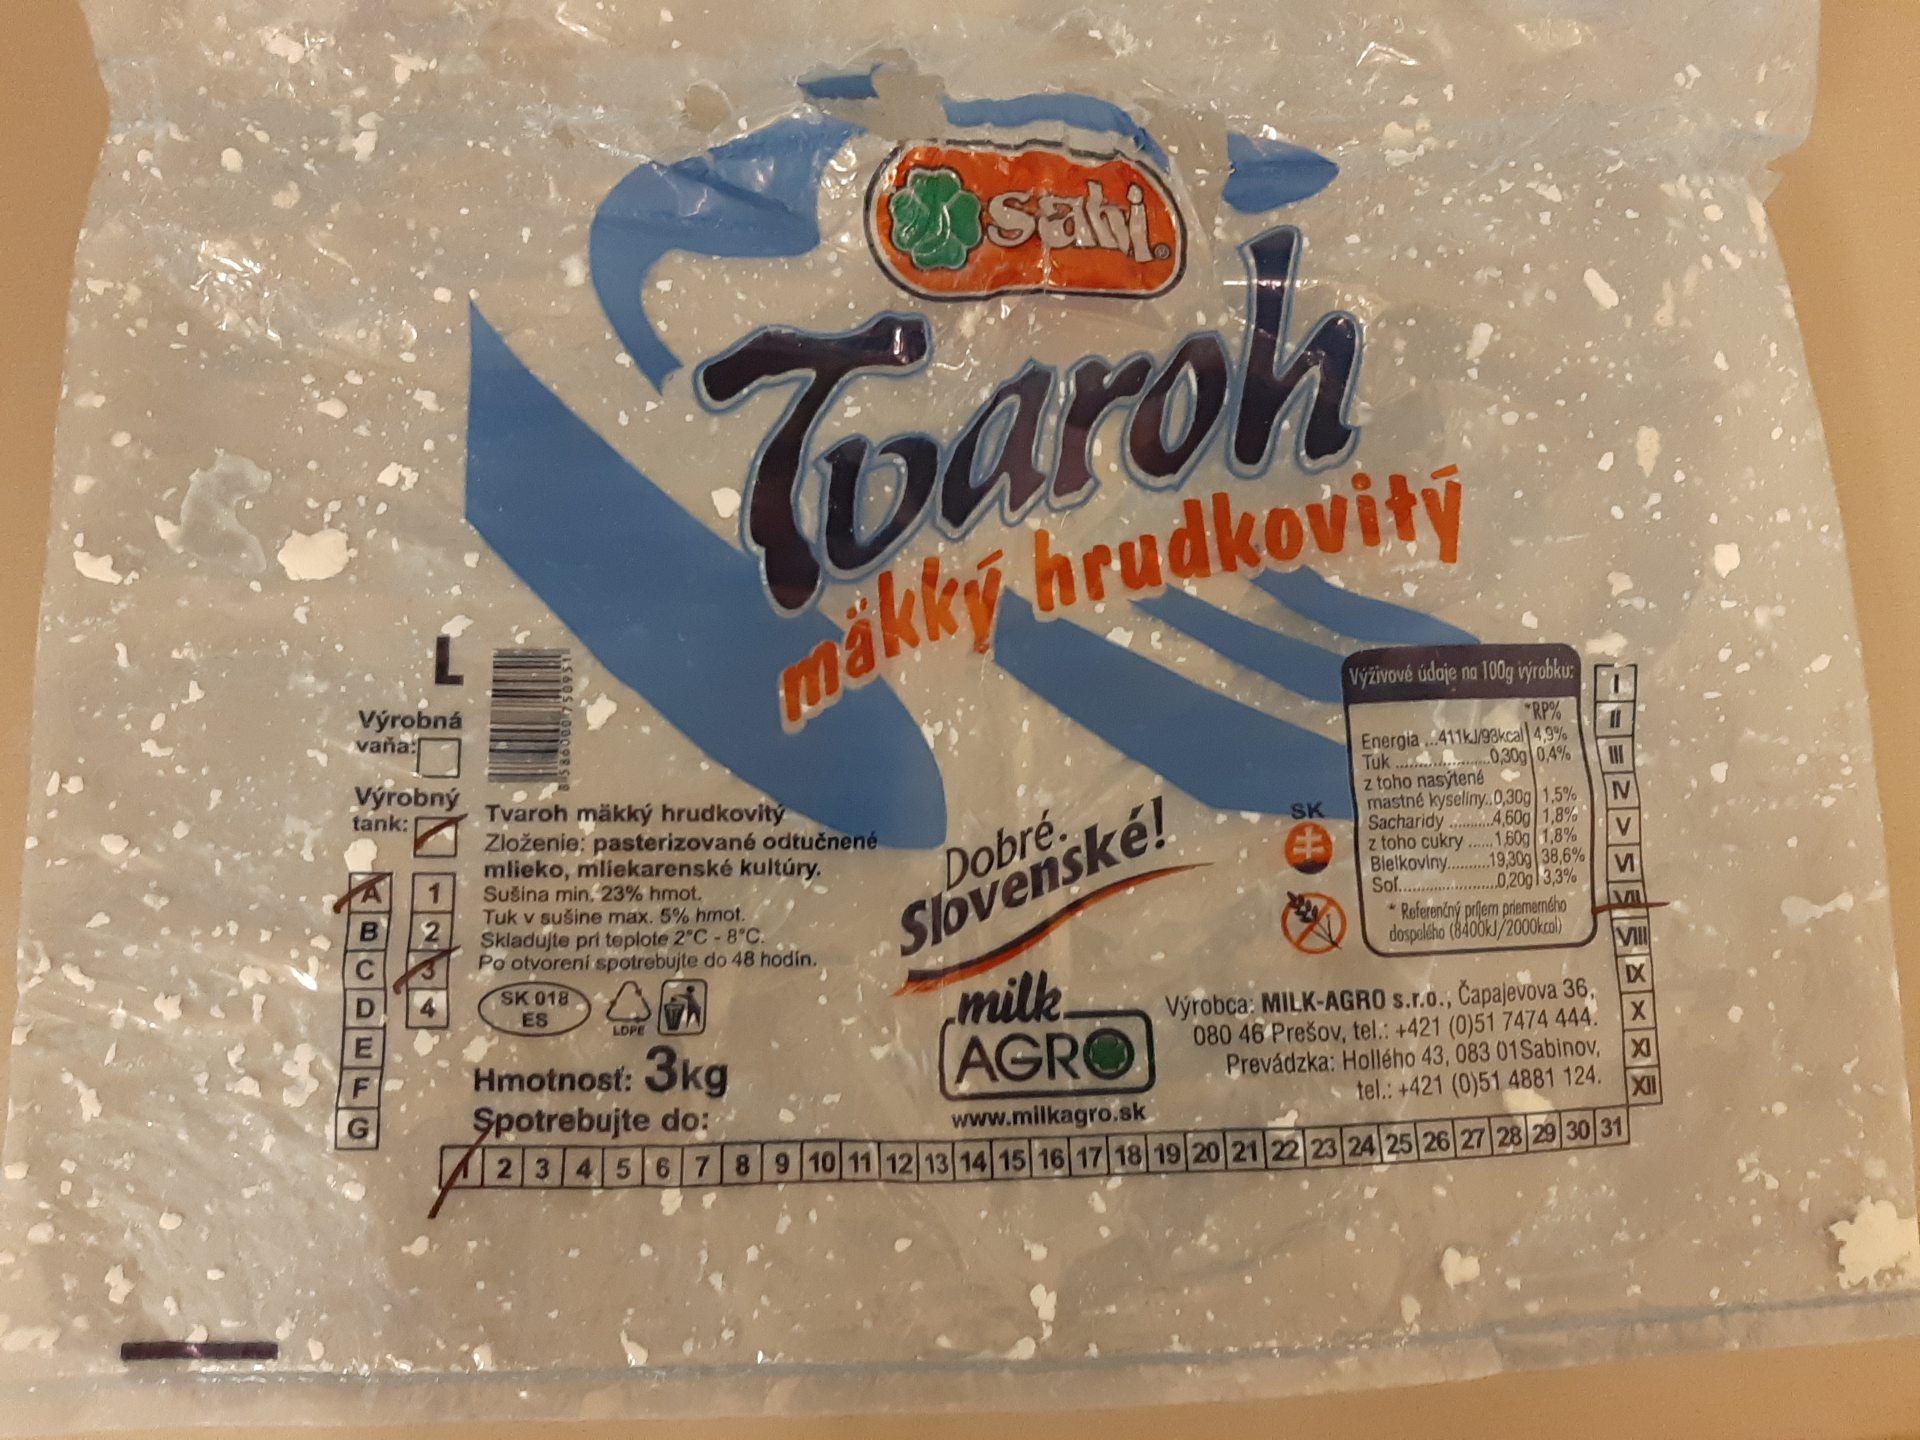 sabi
Tvaroh
mäkký hrudkovitý
L
Výrobná
vaňa:
Výrobný
tank:
A
B
C
D
E
F
G
1
2
3
4
8586000750951
Tvaroh mäkký hrudkovitý
Zloženie: pasterizované odtučnené
mlieko, mliekarenské kultúry.
Sušina min. 23% hmot.
Tuk v sušine max. 5% hmot.
Skladujte pri teplote 2°C - 8°C.
Po otvorení spotrebujte do 48 hodín.
SK 018
ES
LDPE
Hmotnosť: 3kg
Spotrebujte do:
1 2 3 4 5 6 7 8 9 10 11 12 13 14 15 16 17 18 19 20 21 22 23 24 25 26 27 28 29 30 31
Dobré.
Slovenské!
milk
AGRO
www.milkagro.sk
SK
Výživové údaje na 100g výrobku:
*RP%
Energia ...411kJ/98kcal 4,9%
Tuk ..................0,30g 0,4%
z toho nasýtené
mastné kyseliny..0,30g 1,5%
Sacharidy ..........4,60g 1,8%
z toho cukry ......1,60g 1,8%
Bielkoviny.........19,30g 38,6%
Soľ...................0,20g 3,3%
* Referenčný príjem priemerného
dospelého (8400kJ/2000kcal)
Výrobca: MILK-AGRO s.r.o., Čapajevova 36,
080 46 Prešov, tel.: +421 (0)51 7474 444.
Prevádzka: Hollého 43, 083 01 Sabinov,
tel.: +421 (0)51 4881 124.
I
II
III
IV
V
VI
VII
VIII
IX
X
XI
XII